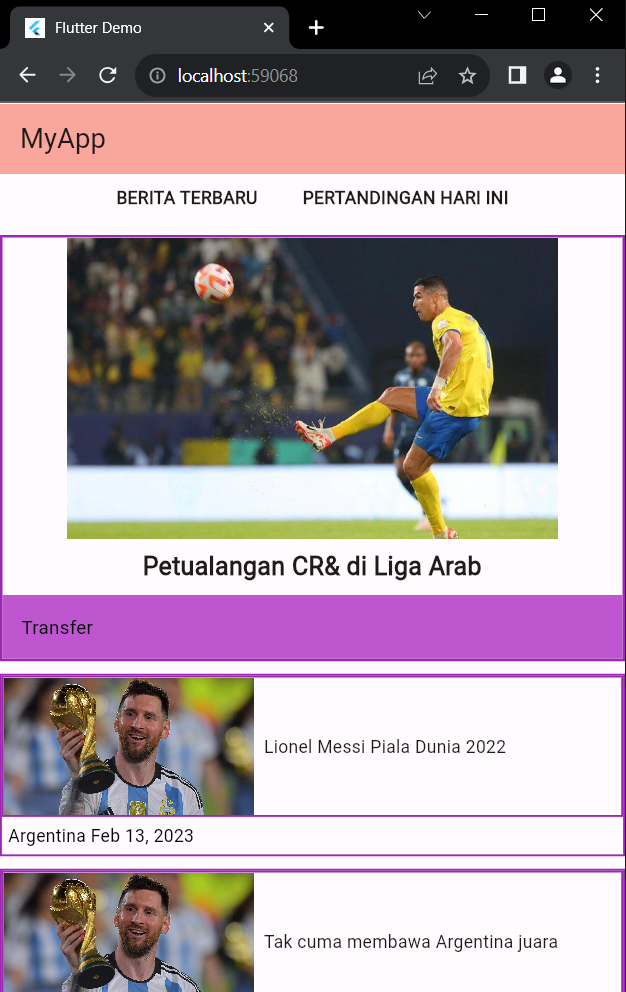 Flutter Demo
localhost:59068
MyApp
BERITA TERBARU PERTANDINGAN HARI INI
Petualangan CR& di Liga Arab
Transfer
Lionel Messi Piala Dunia 2022
Argentina Feb 13, 2023
Tak cuma membawa Argentina juara